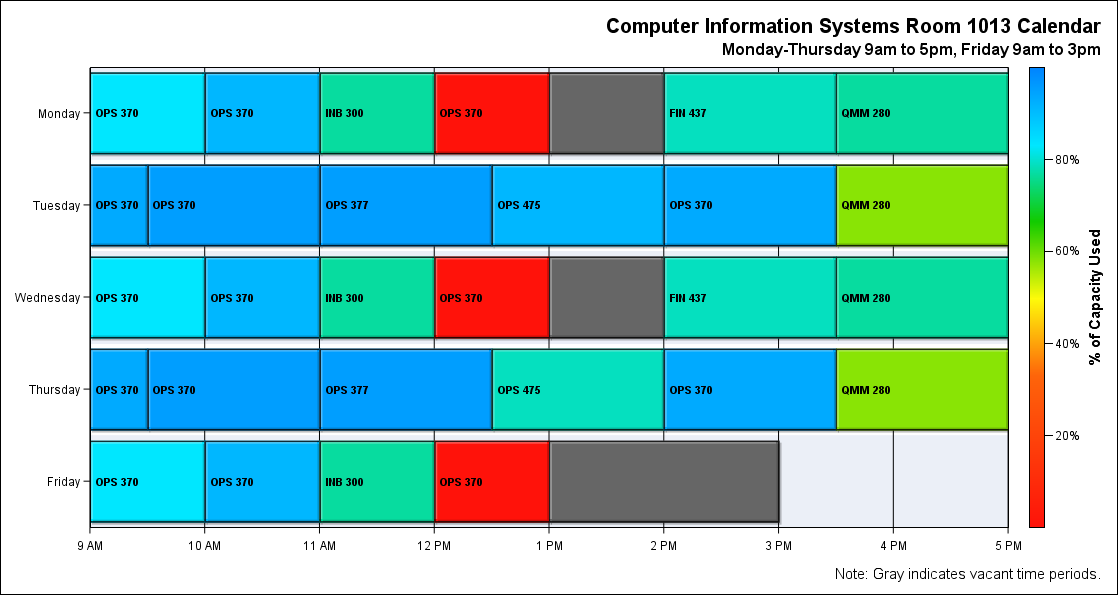 Computer Information Systems Room 1013 Calendar
Monday-Thursday 9am to 5pm, Friday 9am to 3pm
Monday OPS 370 OPS 370 INB 300 OPS 370 FIN 437 QMM 280
80%
Tuesday OPS 370 OPS 370 OPS 377 OPS 475 OPS 370 QMM 280
60%
Wednesday OPS 370 OPS 370 INB 300 OPS 370 FIN 437 QMM 280
% of Capacity Used
40%
Thursday OPS 370 OPS 370 OPS 377 OPS 475 OPS 370 QMM 280
20%
Friday OPS 370 OPS 370 INB 300 OPS 370
9 AM 10 AM 11 AM 12 PM 1 PM 2 PM 3 PM 4 PM 5 PM
Note: Gray indicates vacant time periods.